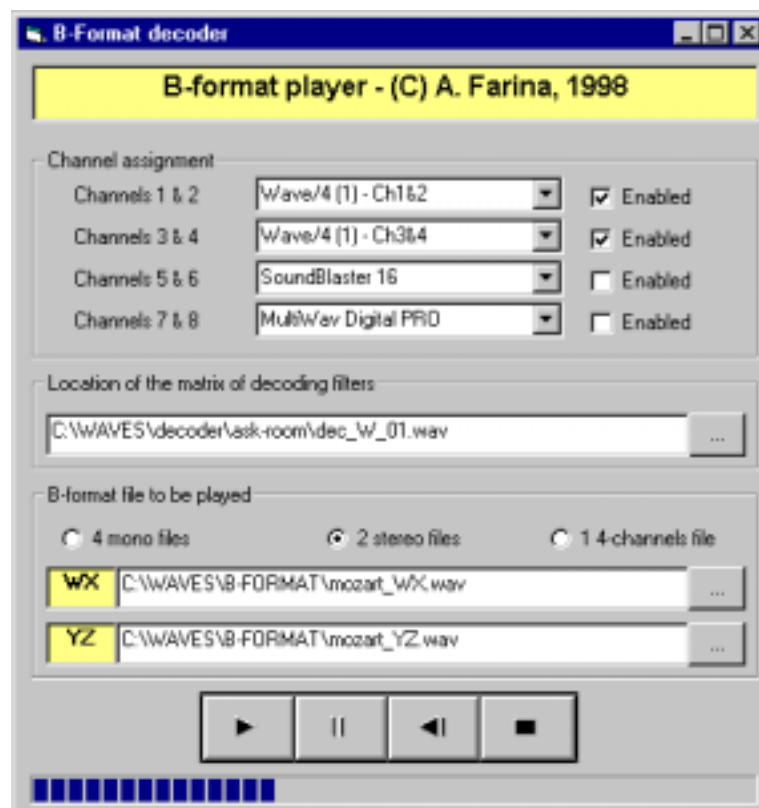 B-Format decoder
B-format player - (C) A. Farina, 1998
Channel assignment
Channels 1 & 2 Wave/4 (1) - Ch1&2 Enabled
Channels 3 & 4 Wave/4 (1) - Ch3&4 Enabled
Channels 5 & 6 SoundBlaster 16 Enabled
Channels 7 & 8 MultiWav Digital PRO Enabled
Location of the matrix of decoding filters
C:\WAVES\decoder\ask-room\dec_W_01.wav ...
B-format file to be played
4 mono files 2 stereo files 1 4-channels file
WX C:\WAVES\B-FORMAT\mozart_WX.wav ...
YZ C:\WAVES\B-FORMAT\mozart_YZ.wav ...